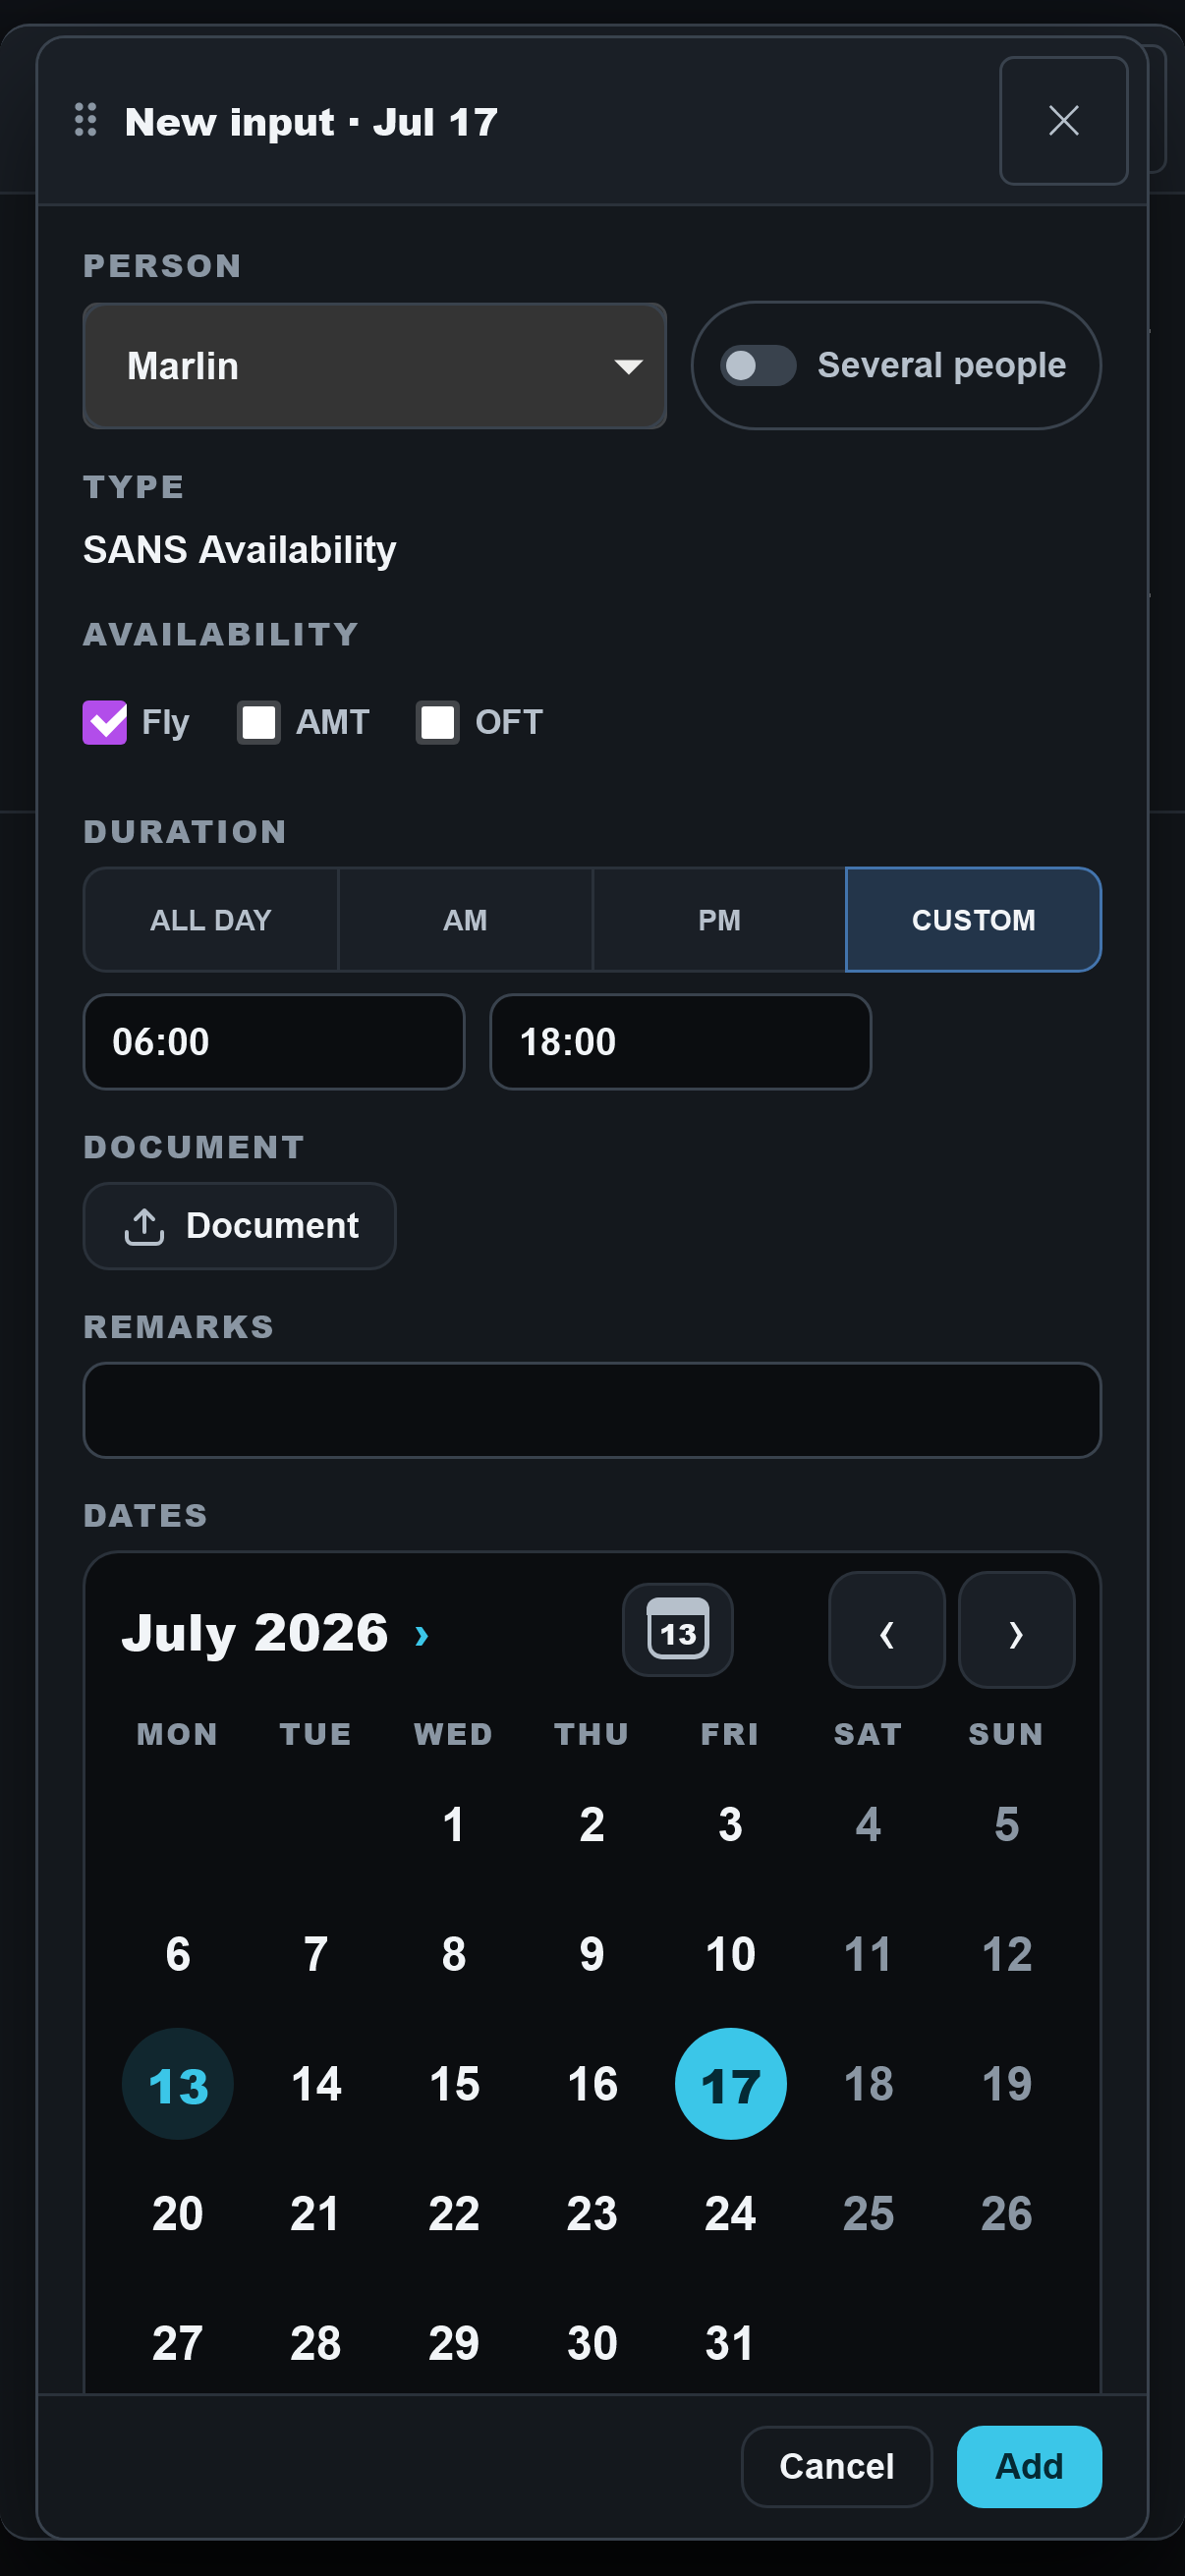 New input · Jul 17
PERSON
Marlin
Several people
TYPE
SANS Availability
AVAILABILITY
Fly AMT OFT
DURATION
ALL DAY AM PM CUSTOM
06:00 18:00
DOCUMENT
Document
REMARKS
DATES
July 2026 › 13 ‹ ›
MON TUE WED THU FRI SAT SUN
1 2 3 4 5
6 7 8 9 10 11 12
13 14 15 16 17 18 19
20 21 22 23 24 25 26
27 28 29 30 31
Cancel Add